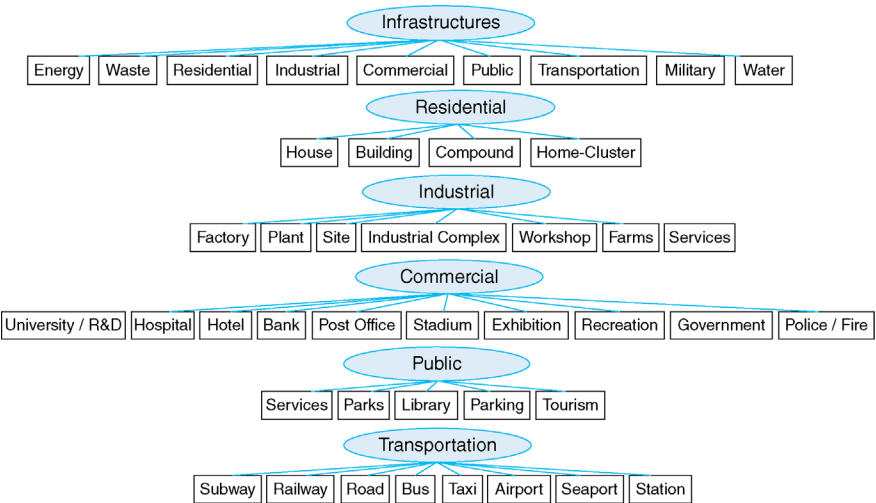 Infrastructures
Energy Waste Residential Industrial Commercial Public Transportation Military Water
Residential
House Building Compound Home-Cluster
Industrial
Factory Plant Site Industrial Complex Workshop Farms Services
Commercial
University / R&D Hospital Hotel Bank Post Office Stadium Exhibition Recreation Government Police / Fire
Public
Services Parks Library Parking Tourism
Transportation
Subway Railway Road Bus Taxi Airport Seaport Station